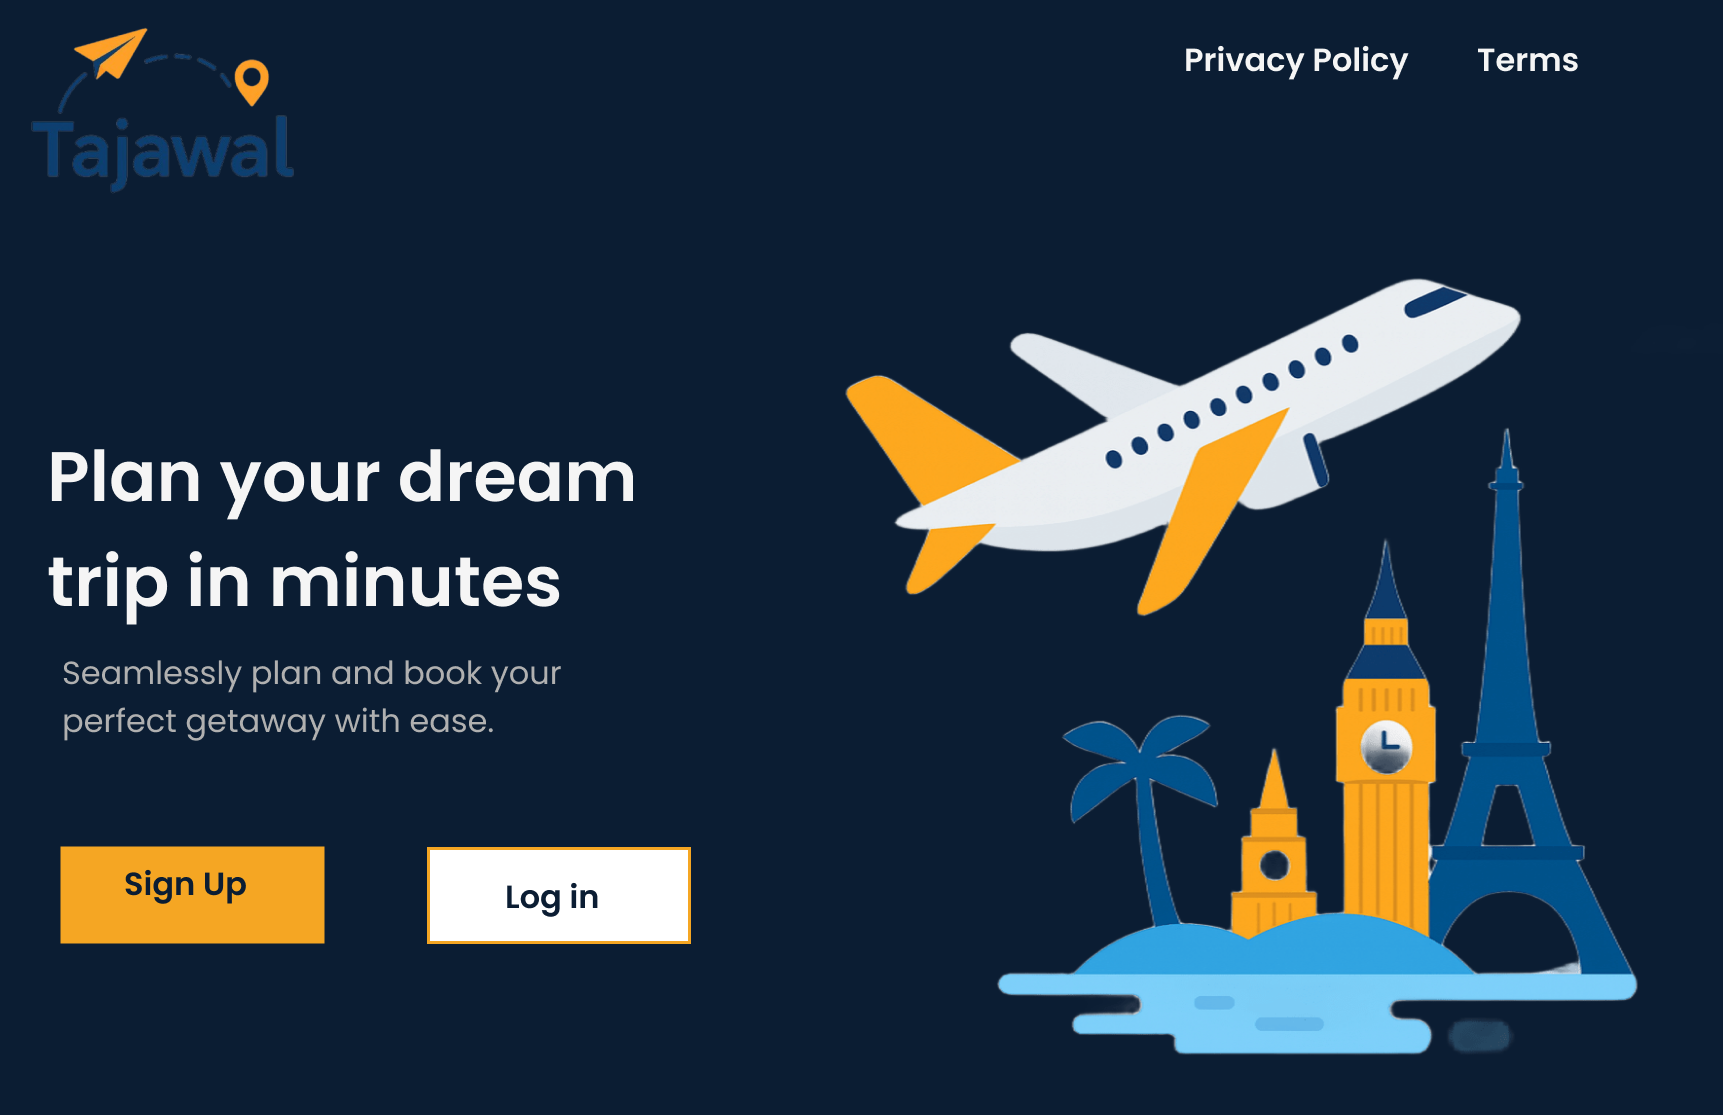 Tajawal
Privacy Policy
Terms
Plan your dream
trip in minutes
Seamlessly plan and book your
perfect getaway with ease.
Sign Up
Log in